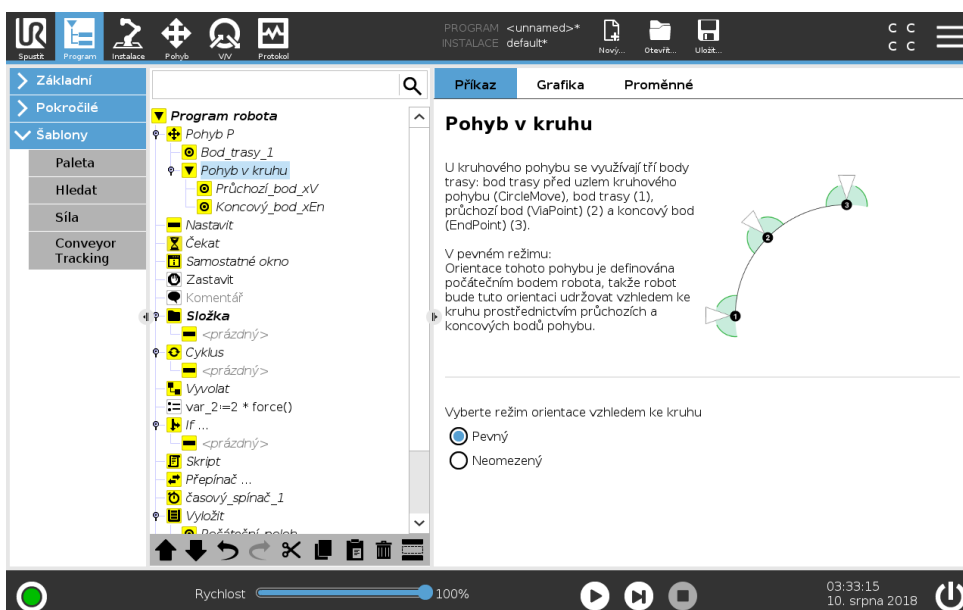 PROGRAM <unnamed>*
INSTALACE default*
UR
Spustit
Program
Instalace
Pohyb
V/V
Protokol
Nový...
Otevřít...
Uložit...
C C
C C
Základní
Pokročilé
Šablony
Paleta
Hledat
Síla
Conveyor
Tracking
Program robota
Pohyb P
Bod_trasy_1
Pohyb v kruhu
Průchozí_bod_xV
Koncový_bod_xEn
Nastavit
Čekat
Samostatné okno
Zastavit
Komentář
Složka
<prázdný>
Cyklus
<prázdný>
Vyvolat
var_2:=2 * force()
If ...
<prázdný>
Skript
Přepínač ...
časový_spínač_1
Vyložit
Příkaz
Grafika
Proměnné
Pohyb v kruhu
U kruhového pohybu se využívají tří body
trasy: bod trasy před uzlem kruhového
pohybu (CircleMove), bod trasy (1),
průchozí bod (ViaPoint) (2) a koncový bod
(EndPoint) (3).
V pevném režimu:
Orientace tohoto pohybu je definována
počátečním bodem robota, takže robot
bude tuto orientaci udržovat vzhledem ke
kruhu prostřednictvím průchozích a
koncových bodů pohybu.
3
2
1
Vyberte režim orientace vzhledem ke kruhu
Pevný
Neomezený
Rychlost
100%
03:33:15
10. srpna 2018